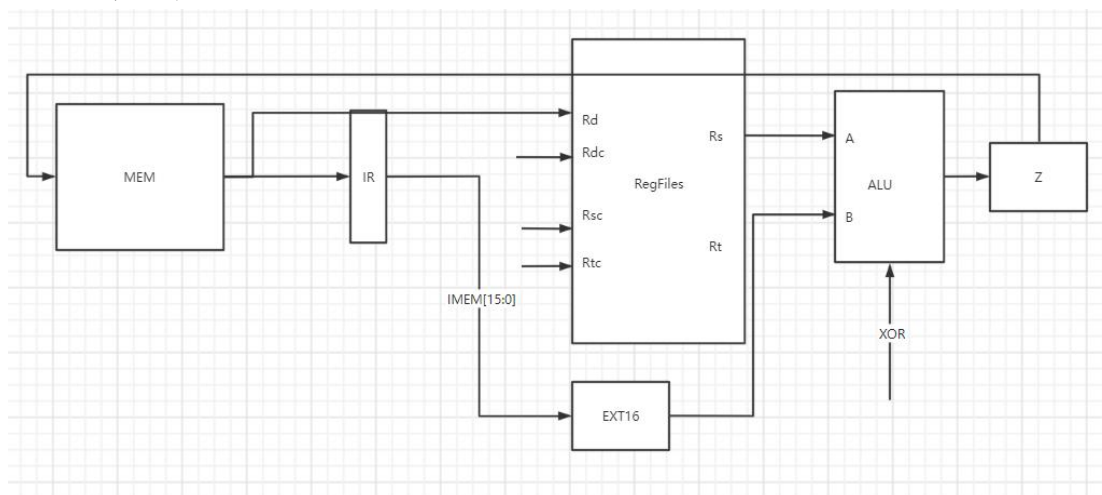 MEM
IR
Rd
Rdc
Rsc
Rtc
Rs
RegFiles
Rt
A
ALU
B
Z
IMEM[15:0]
XOR
EXT16